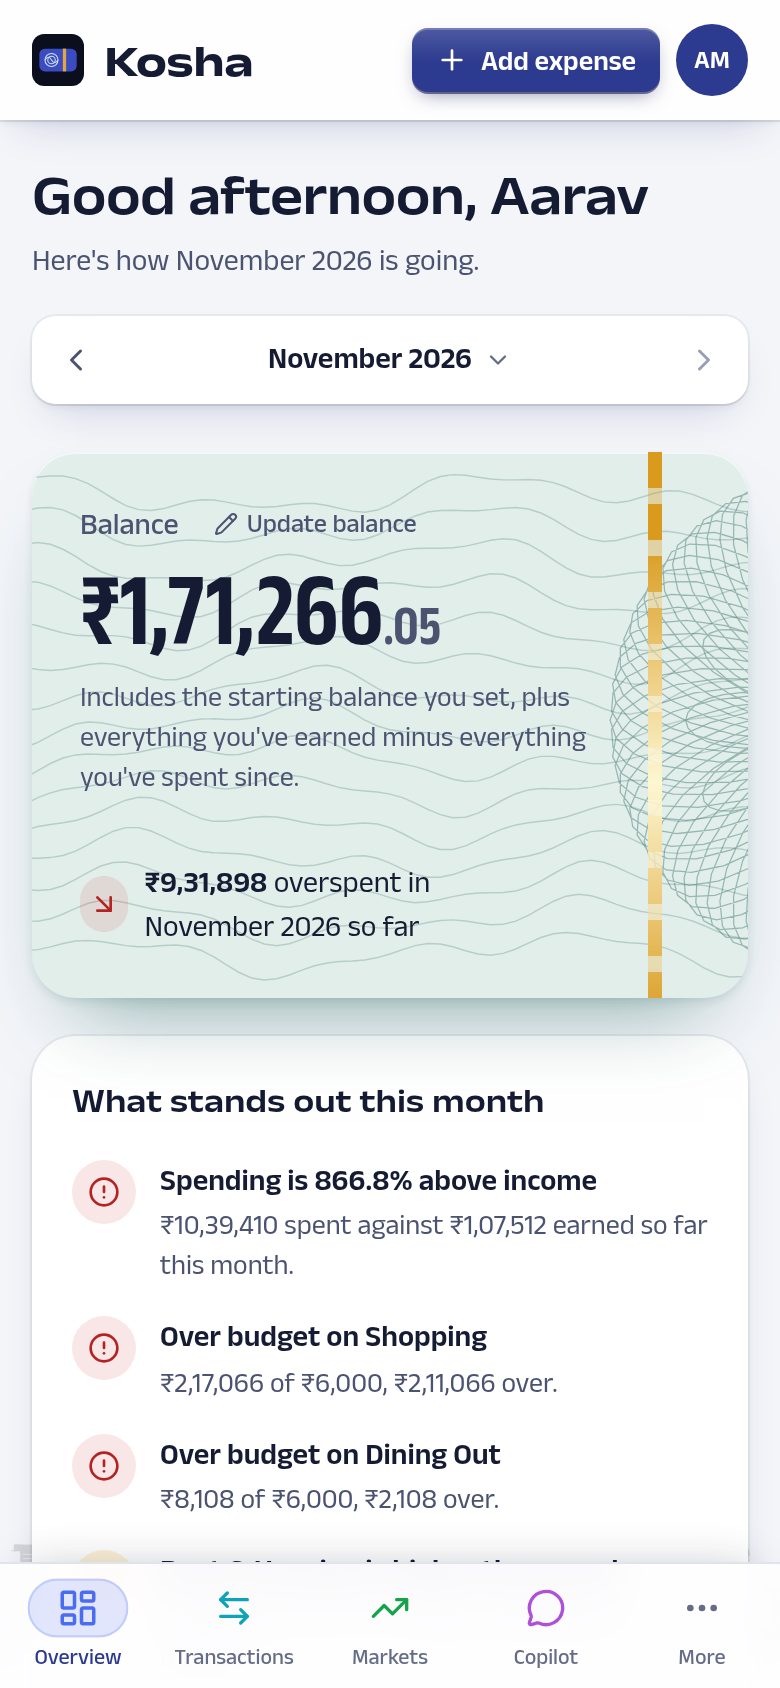 Kosha
Add expense
AM
Good afternoon, Aarav
Here's how November 2026 is going.
November 2026
Balance
Update balance
₹1,71,266.05
Includes the starting balance you set, plus
everything you've earned minus everything
you've spent since.
₹9,31,898 overspent in
November 2026 so far
What stands out this month
Spending is 866.8% above income
₹10,39,410 spent against ₹1,07,512 earned so far
this month.
Over budget on Shopping
₹2,17,066 of ₹6,000, ₹2,11,066 over.
Over budget on Dining Out
₹8,108 of ₹6,000, ₹2,108 over.
Overview
Transactions
Markets
Copilot
More